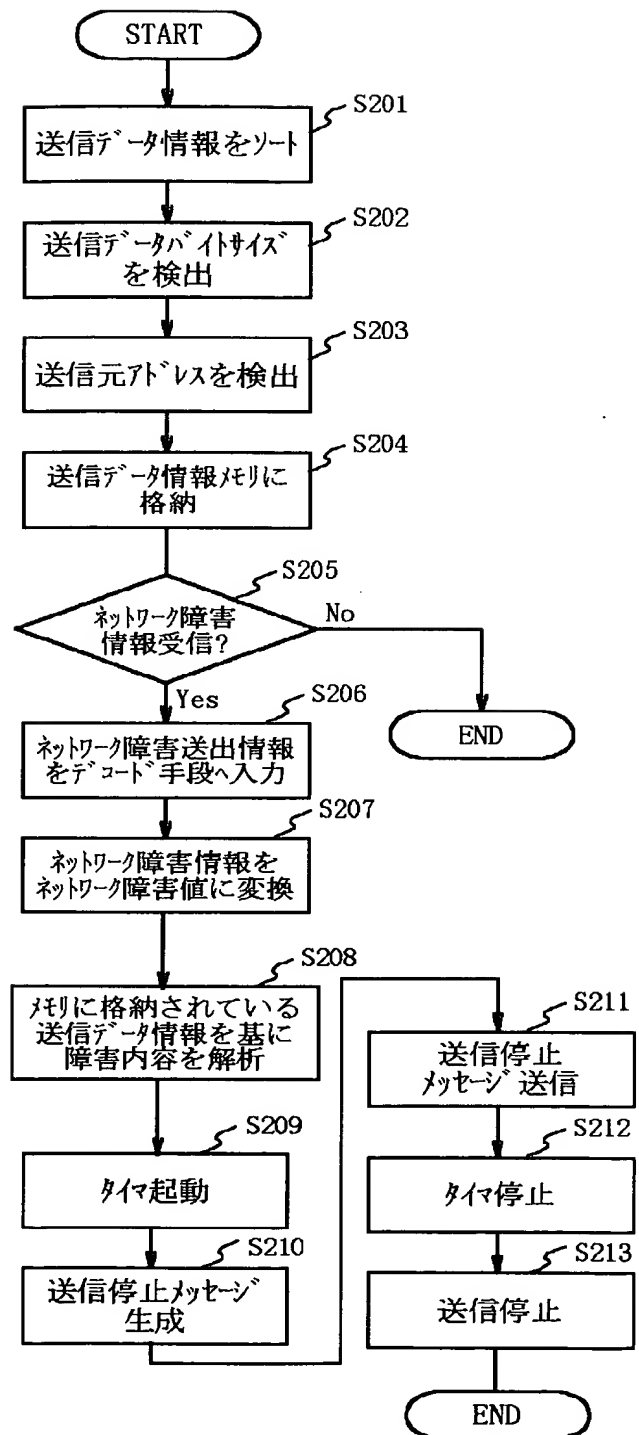 START
S201
送信ﾃﾞｰﾀ情報をｿｰﾄ
S202
送信ﾃﾞｰﾀﾊﾞｲﾄｻｲｽﾞ
を検出
S203
送信元ｱﾄﾞﾚｽを検出
S204
送信ﾃﾞｰﾀ情報ﾒﾓﾘに
格納
S205
ﾈｯﾄﾜｰｸ障害
情報受信?
No
END
Yes
S206
ﾈｯﾄﾜｰｸ障害送出情報
をﾃﾞｺｰﾄﾞ手段へ入力
S207
ﾈｯﾄﾜｰｸ障害情報を
ﾈｯﾄﾜｰｸ障害値に変換
S208
ﾒﾓﾘに格納されている
送信ﾃﾞｰﾀ情報を基に
障害内容を解析
S209
ﾀｲﾏ起動
S210
送信停止ﾒｯｾｰｼﾞ
生成
S211
送信停止
ﾒｯｾｰｼﾞ送信
S212
ﾀｲﾏ停止
S213
送信停止
END